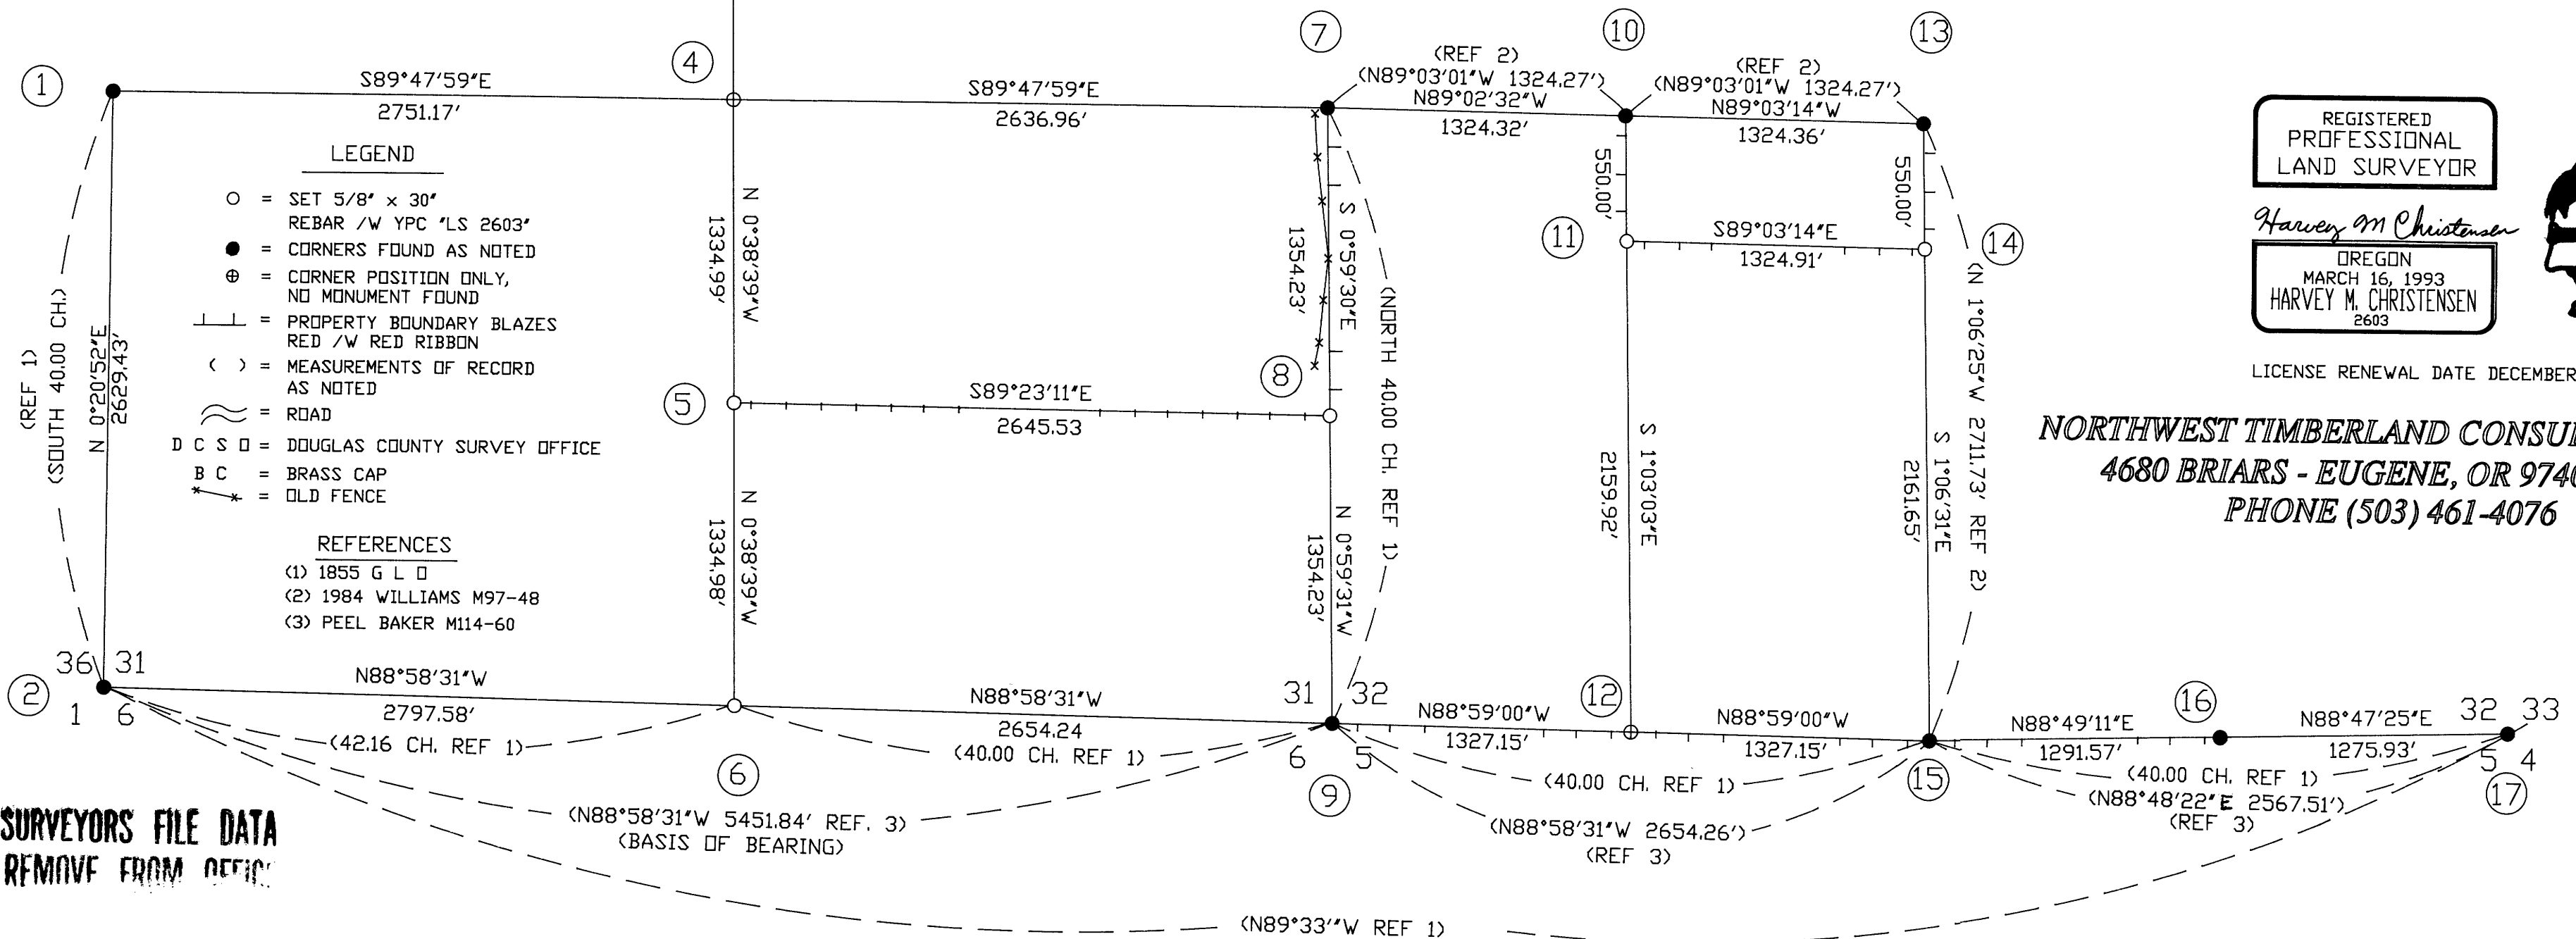 1
4
7
10
13
S89°47'59"E
2751.17'
S89°47'59"E
2636.96'
(REF 2)
(N89°03'01"W 1324.27')
N89°02'32"W
1324.32'
(REF 2)
(N89°03'01"W 1324.27')
N89°03'14"W
1324.36'
LEGEND
○ = SET 5/8" x 30"
REBAR /W YPC "LS 2603"
● = CORNERS FOUND AS NOTED
⊕ = CORNER POSITION ONLY,
NO MONUMENT FOUND
= PROPERTY BOUNDARY BLAZES
RED /W RED RIBBON
( ) = MEASUREMENTS OF RECORD
AS NOTED
= ROAD
D C S O = DOUGLAS COUNTY SURVEY OFFICE
B C = BRASS CAP
= OLD FENCE
REFERENCES
(1) 1855 G L O
(2) 1984 WILLIAMS M97-48
(3) PEEL BAKER M114-60
(REF 1)
(SOUTH 40.00 CH.)
N 0°20'52"E
2629.43'
N 0°38'39"W
1334.99'
N 0°38'39"W
1334.98'
5
8
S89°23'11"E
2645.53
S 0°59'30"E
1354.23'
(NORTH 40.00 CH. REF 1)
N 0°59'31"W
1354.23'
550.00'
550.00'
11
14
S89°03'14"E
1324.91'
S 1°03'03"E
2159.92'
S 1°06'31"E
2161.65'
(N 1°06'25"W 2711.73' REF 2)
REGISTERED
PROFESSIONAL
LAND SURVEYOR
Harvey M Christensen
OREGON
MARCH 16, 1993
HARVEY M. CHRISTENSEN
2603
LICENSE RENEWAL DATE DECEMBER
NORTHWEST TIMBERLAND
4680 BRIARS - EUGENE, OR
PHONE (503) 461-4076
36 31
2
1 6
N88°58'31"W
2797.58'
(42.16 CH. REF 1)
N88°58'31"W
2654.24
(40.00 CH. REF 1)
6
31 32
6 5
9
12
N88°59'00"W
1327.15'
N88°59'00"W
1327.15'
(40.00 CH. REF 1)
15
16
N88°49'11"E
1291.57'
N88°47'25"E
1275.93'
32 33
5 4
17
(40.00 CH. REF 1)
(N88°48'22"E 2567.51')
(REF 3)
(N88°58'31"W 5451.84' REF. 3)
(BASIS OF BEARING)
(N88°58'31"W 2654.26')
(REF 3)
(N89°33'"W REF 1)
SURVEYORS FILE DATA
REMOVE FROM